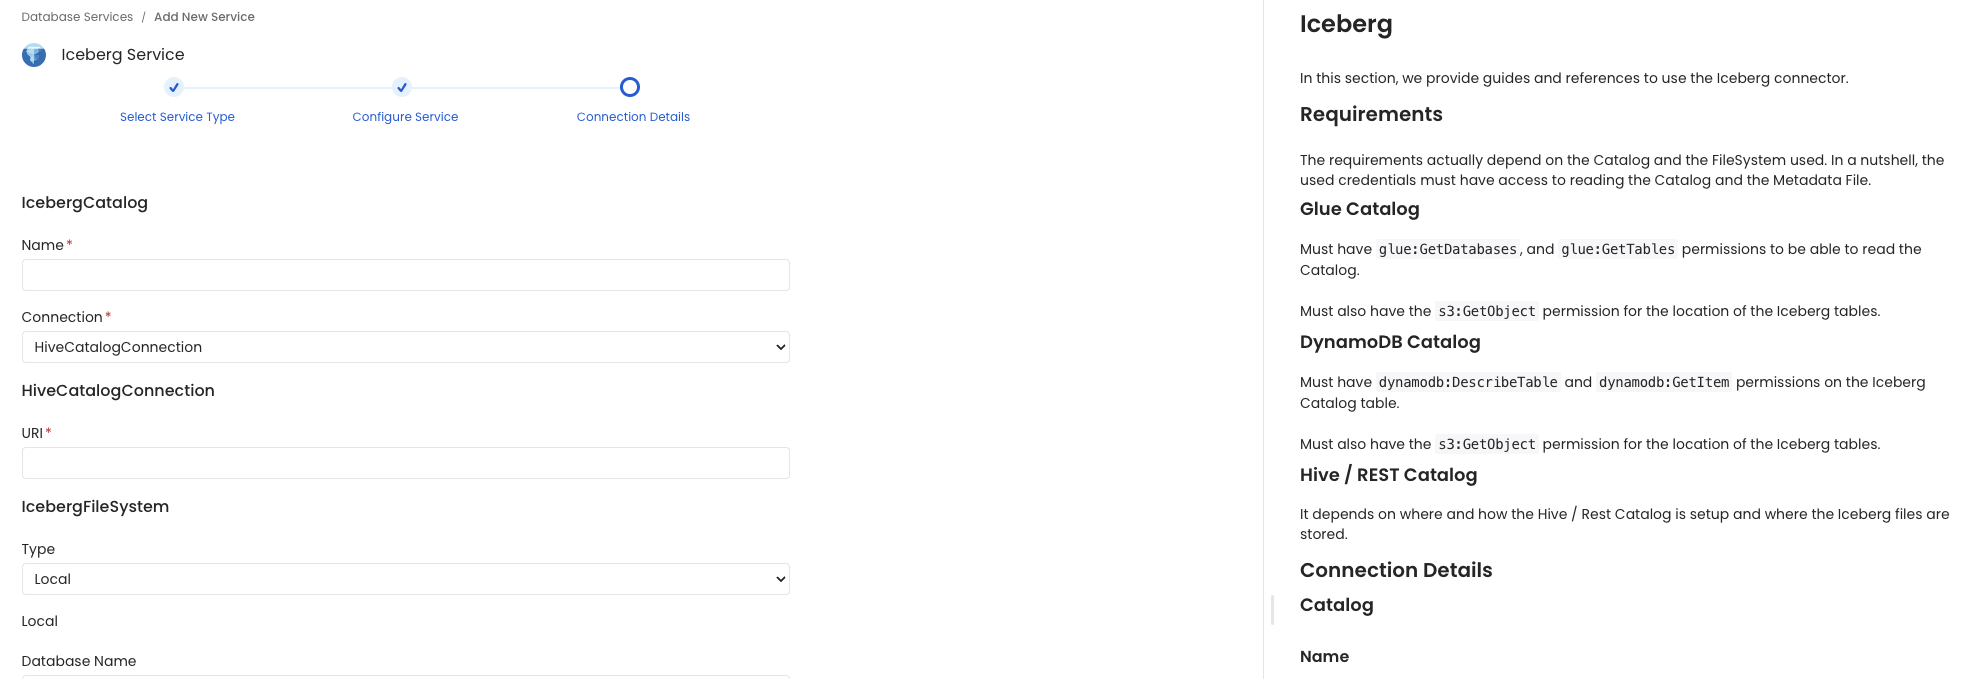 Database Services / Add New Service
Iceberg Service
Select Service Type
Configure Service
Connection Details
IcebergCatalog
Name*
Connection*
HiveCatalogConnection
HiveCatalogConnection
URI*
IcebergFileSystem
Type
Local
Local
Database Name
Iceberg
In this section, we provide guides and references to use the Iceberg connector.
Requirements
The requirements actually depend on the Catalog and the FileSystem used. In a nutshell, the
used credentials must have access to reading the Catalog and the Metadata File.
Glue Catalog
Must have glue:GetDatabases, and glue:GetTables permissions to be able to read the
Catalog.
Must also have the s3:GetObject permission for the location of the Iceberg tables.
DynamoDB Catalog
Must have dynamodb:DescribeTable and dynamodb:GetItem permissions on the Iceberg
Catalog table.
Must also have the s3:GetObject permission for the location of the Iceberg tables.
Hive / REST Catalog
It depends on where and how the Hive / Rest Catalog is setup and where the Iceberg files are
stored.
Connection Details
Catalog
Name